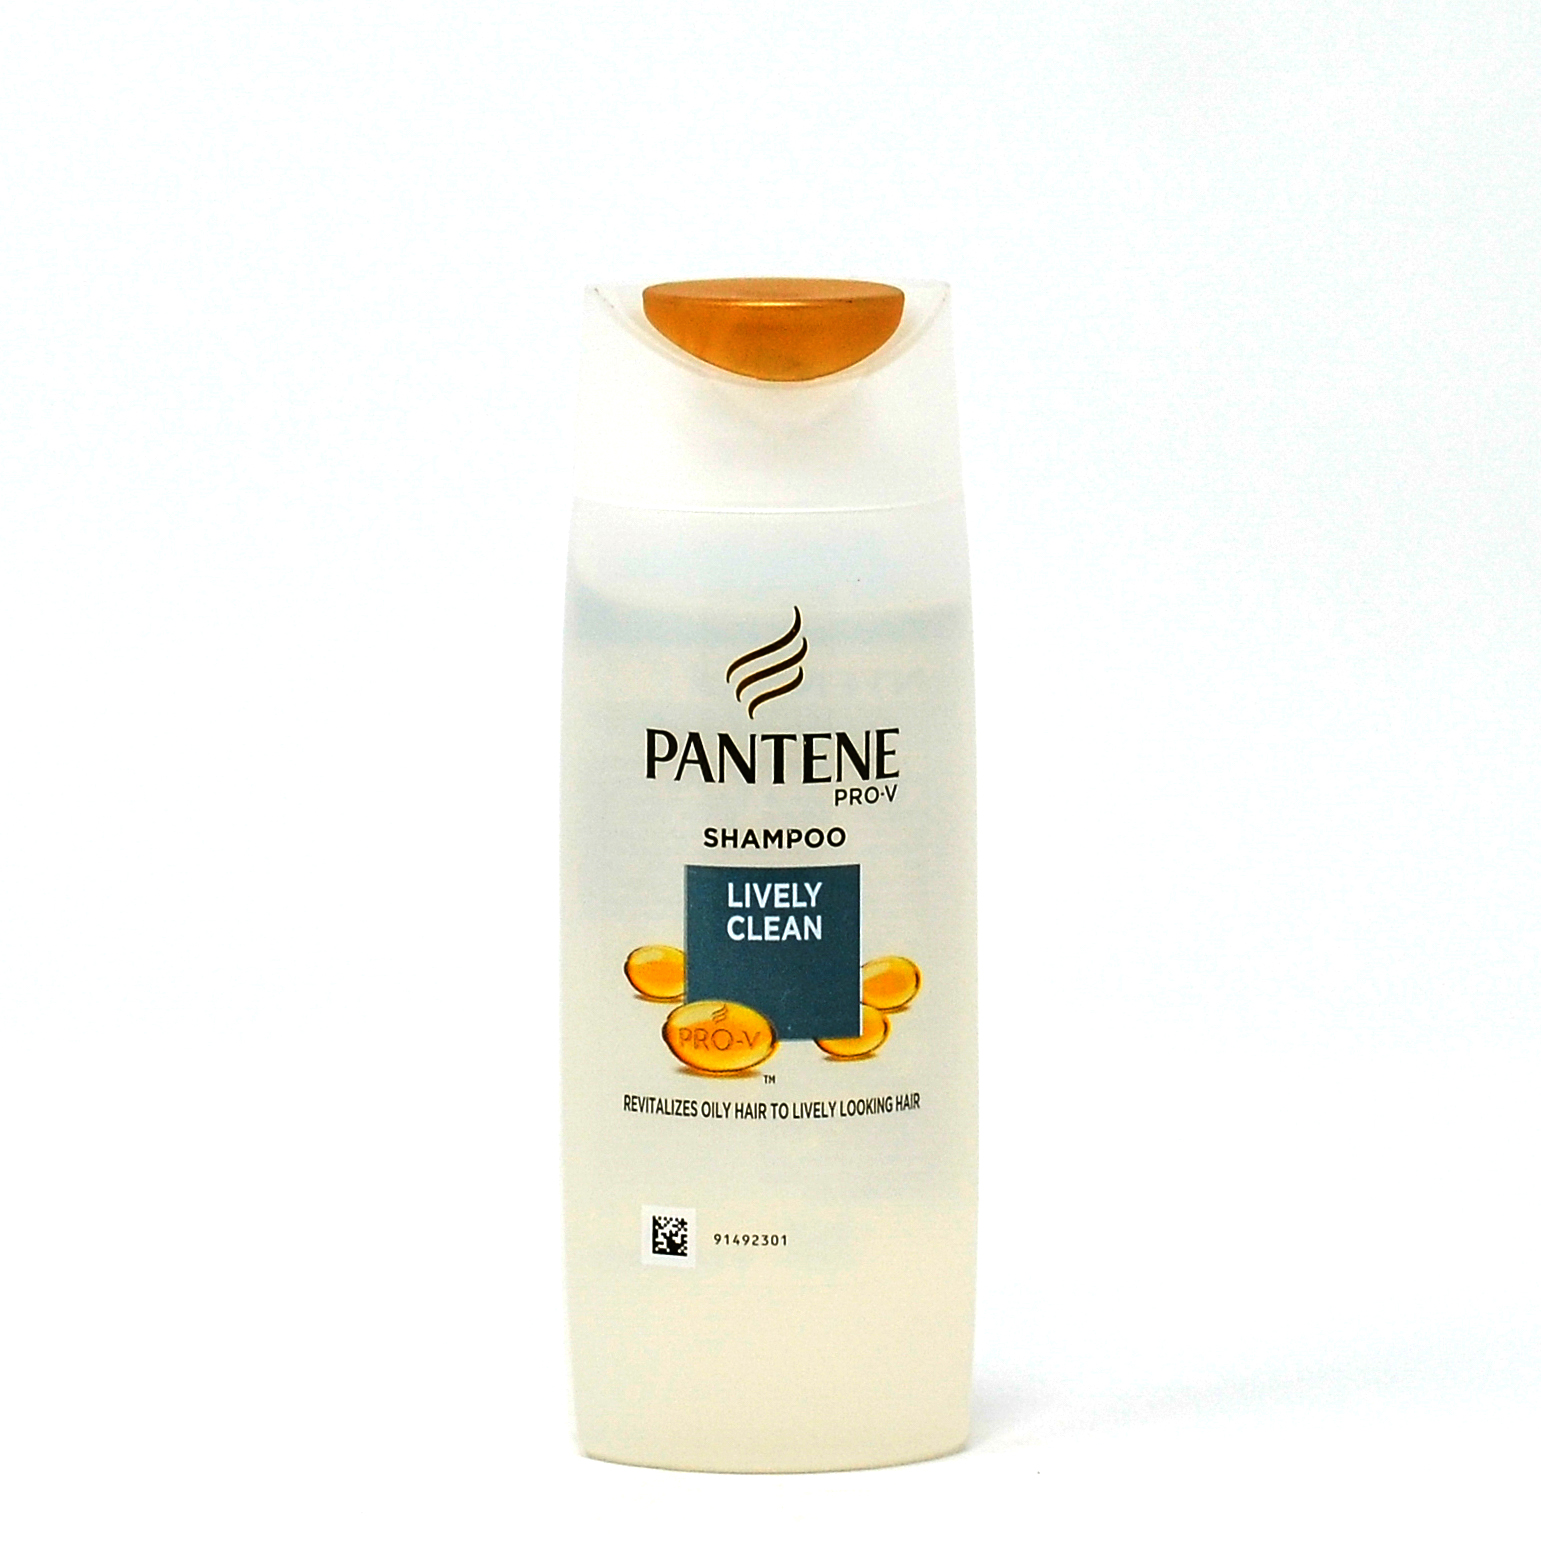 PANTENE
PRO-V
SHAMPOO
LIVELY
CLEAN
PRO-V
TM
REVITALIZES OILY HAIR TO LIVELY LOOKING HAIR
91492301